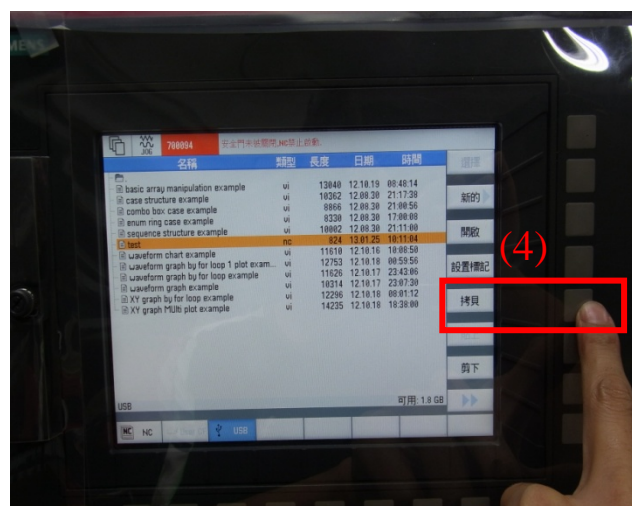 SIEMENS
JOG
700094 安全門未被關閉,NC禁止啟動.
名稱 類型 長度 日期 時間
basic array manipulation example vi 13040 12.10.19 08:48:14
case structure example vi 10362 12.08.30 21:17:30
combo box case example vi 8866 12.08.30 21:00:56
enum ring case example vi 8330 12.08.30 17:00:08
sequence structure example vi 10002 12.08.30 21:11:00
test nc 824 13.01.25 10:11:04
waveform chart example vi 11610 12.10.16 10:06:50
waveform graph by for loop 1 plot exam... vi 12753 12.10.18 00:59:56
waveform graph by for loop example vi 11626 12.10.17 23:43:06
waveform graph example vi 10314 12.10.17 23:07:30
XY graph by for loop example vi 12296 12.10.18 08:01:12
XY graph MUlti plot example vi 14235 12.10.18 18:38:00
選擇
新的
開啟
設置標記
拷貝
剪下
(4)
USB 可用: 1.8 GB
NC NC USB